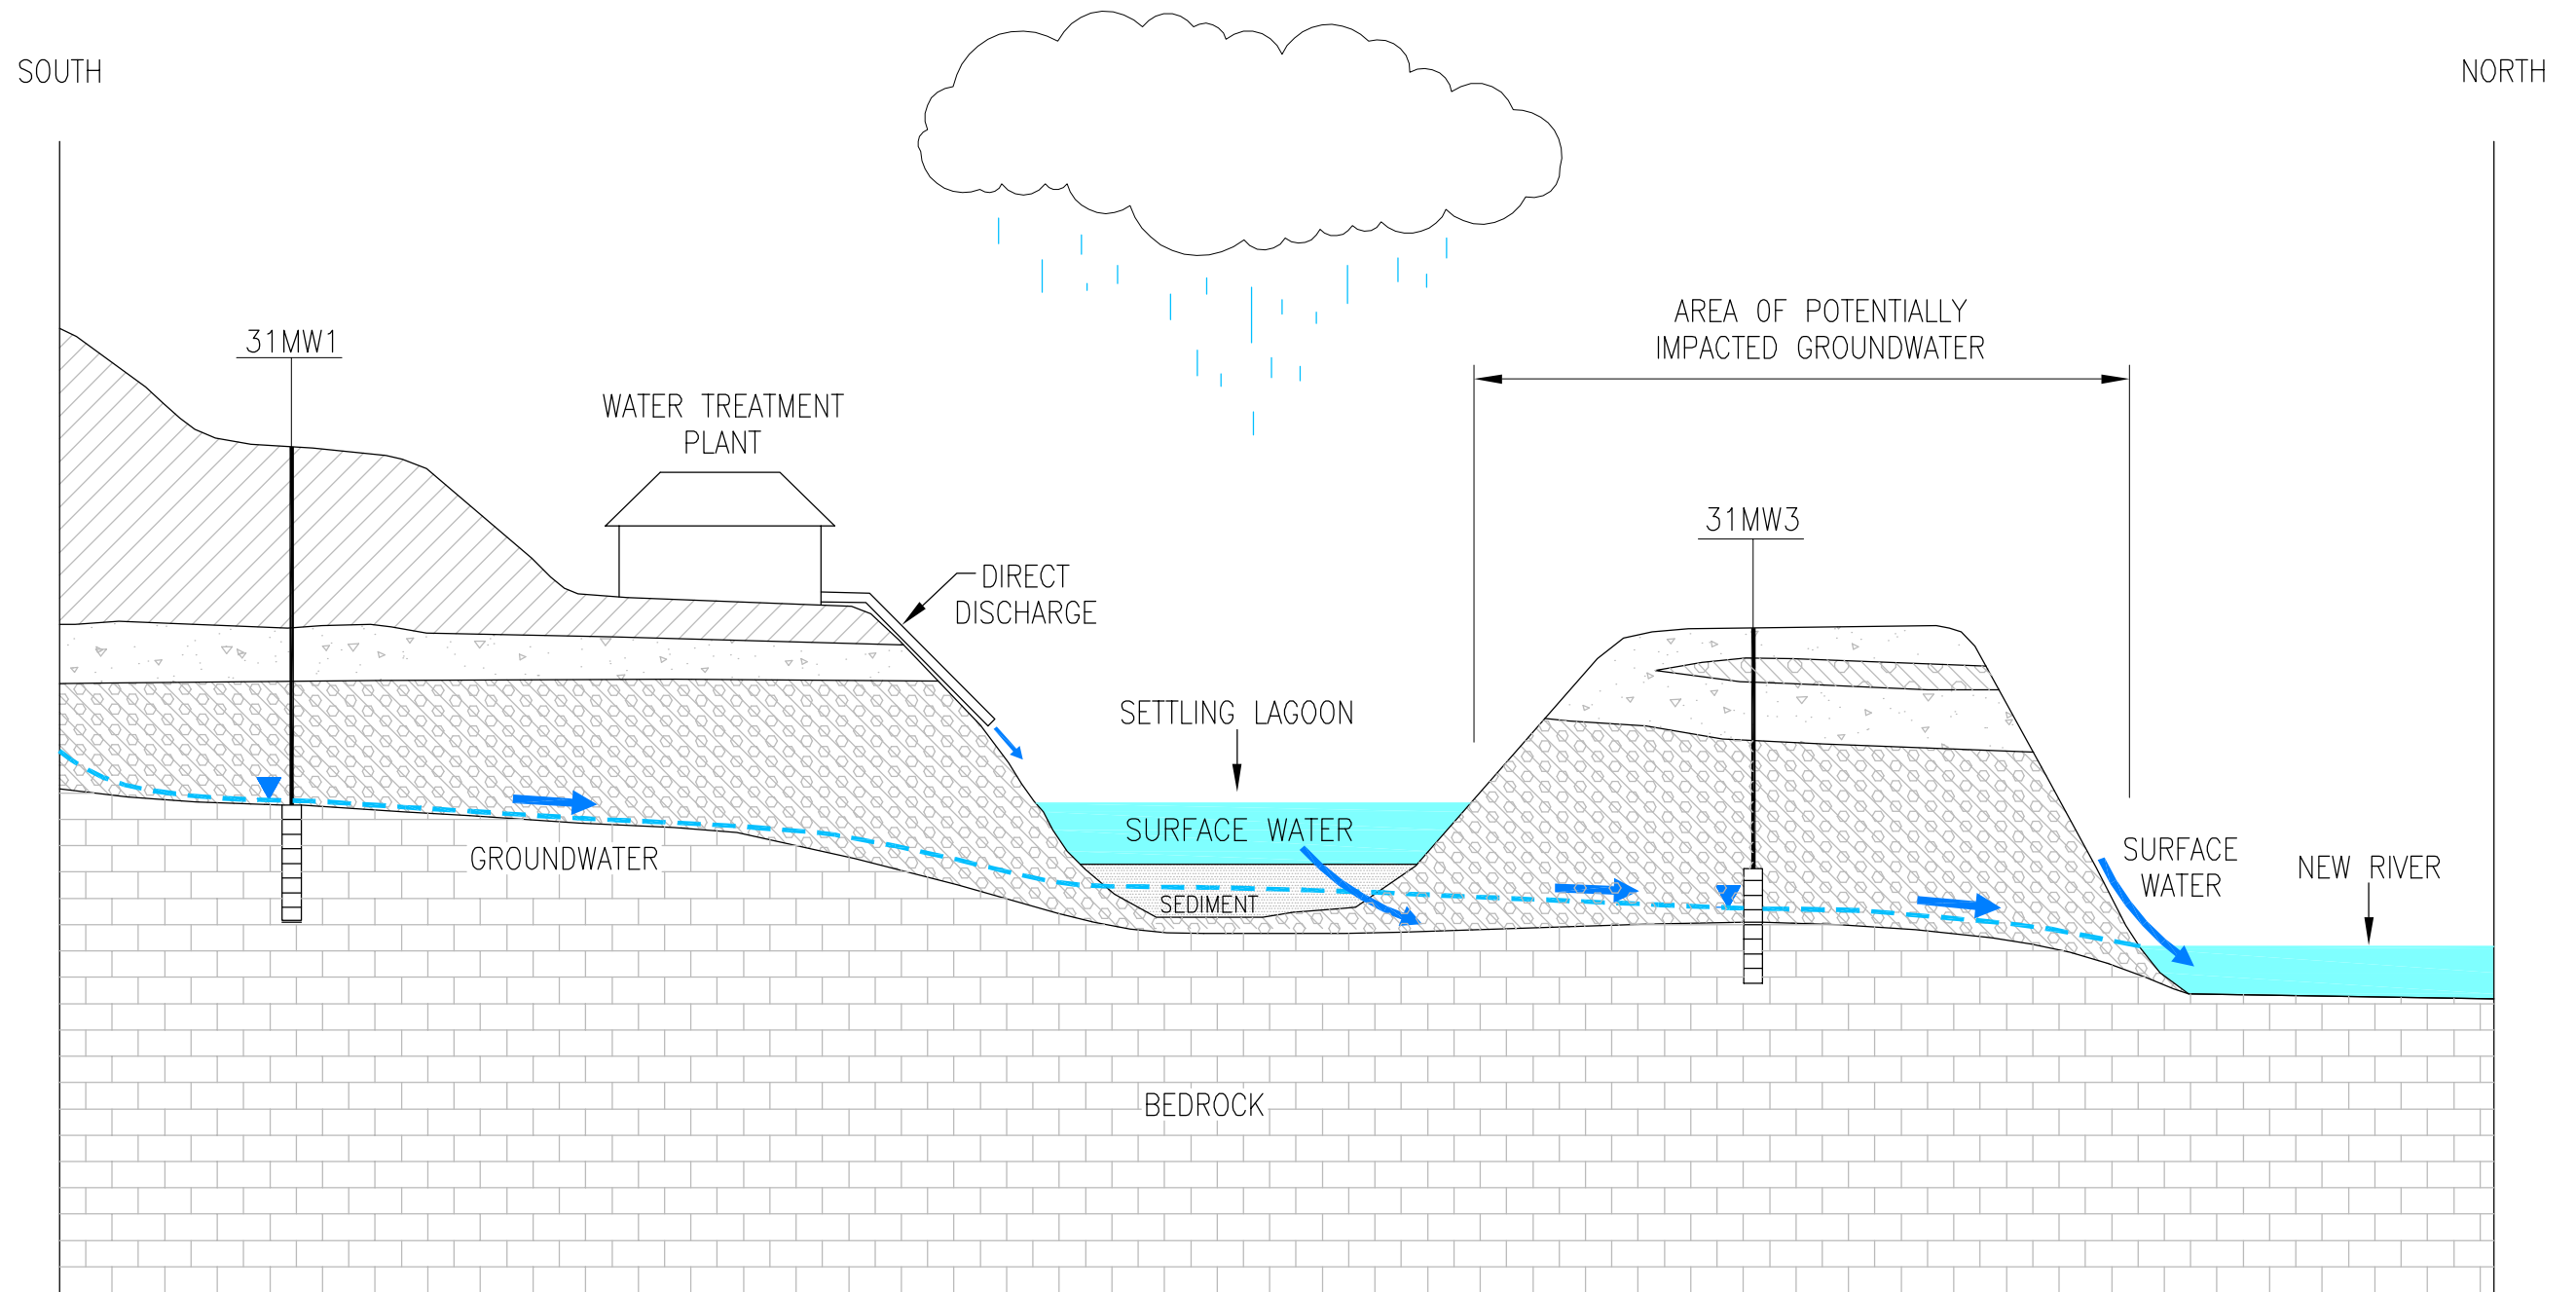 SOUTH
NORTH
AREA OF POTENTIALLY
IMPACTED GROUNDWATER
31MW1
WATER TREATMENT
PLANT
31MW3
DIRECT
DISCHARGE
SETTLING LAGOON
SURFACE WATER
GROUNDWATER
SEDIMENT
SURFACE
WATER
NEW RIVER
BEDROCK